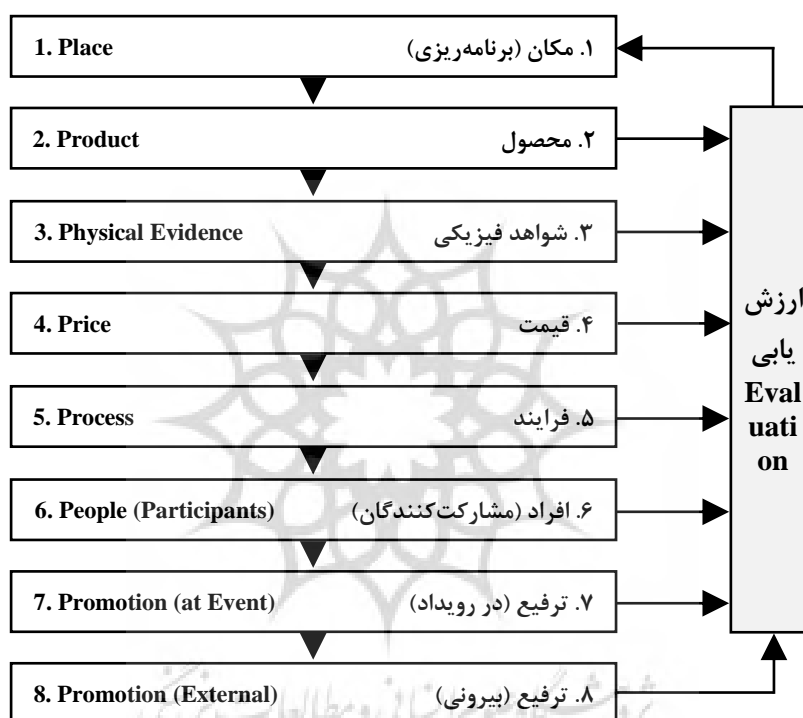 1. Place ۱. مکان (برنامه‌ریزی)
2. Product ۲. محصول
3. Physical Evidence ۳. شواهد فیزیکی
4. Price ۴. قیمت
5. Process ۵. فرایند
6. People (Participants) ۶. افراد (مشارکت‌کنندگان)
7. Promotion (at Event) ۷. ترفیع (در رویداد)
8. Promotion (External) ۸. ترفیع (بیرونی)
ارزش
یابی
Eval
uati
on